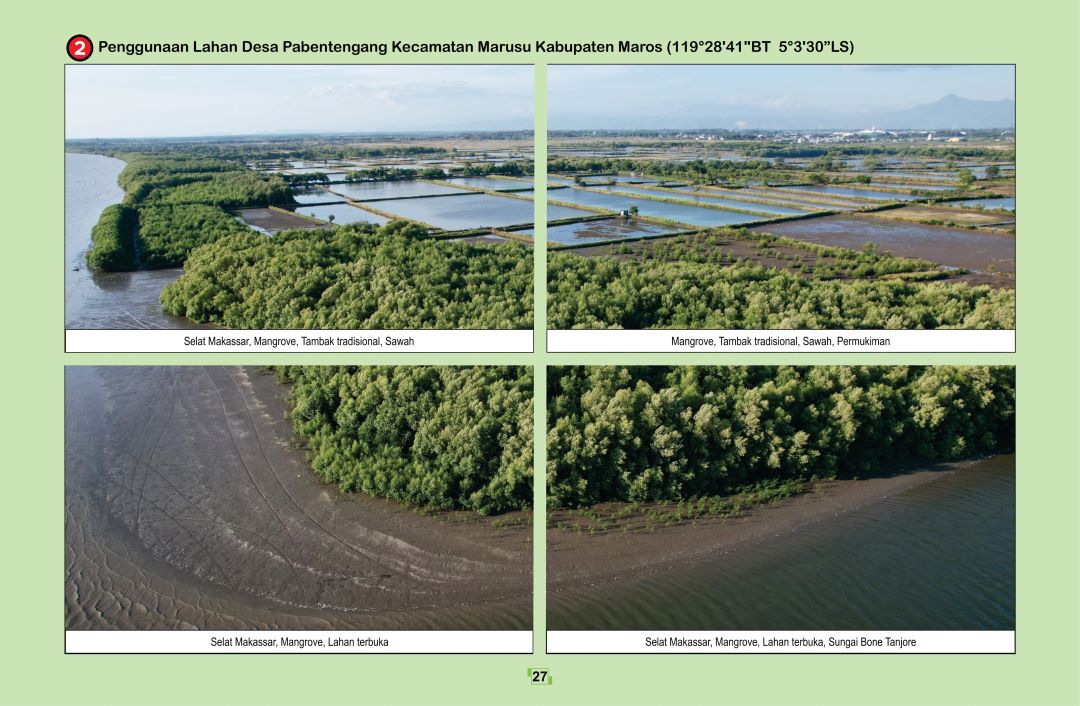 2 Penggunaan Lahan Desa Pabentengang Kecamatan Marusu Kabupaten Maros (119°28'41"BT 5°3'30”LS)
Selat Makassar, Mangrove, Tambak tradisional, Sawah
Mangrove, Tambak tradisional, Sawah, Permukiman
Selat Makassar, Mangrove, Lahan terbuka
Selat Makassar, Mangrove, Lahan terbuka, Sungai Bone Tanjore
27